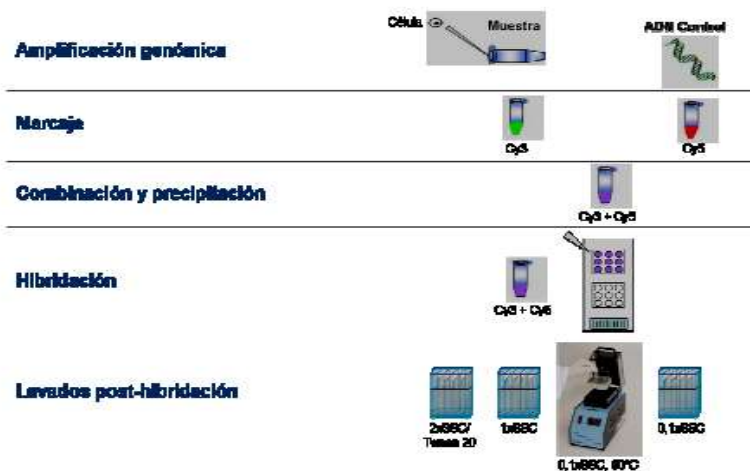 Célula
Muestra
ADN Control
Amplificación genómica
Marcaje
Cy3
Cy5
Combinación y precipitación
Cy3 + Cy5
Hibridación
Cy3 + Cy5
Lavados post-hibridación
2xSSC/
Tween 20
1xSSC
0,1xSSC, 60ºC
0,1xSSC